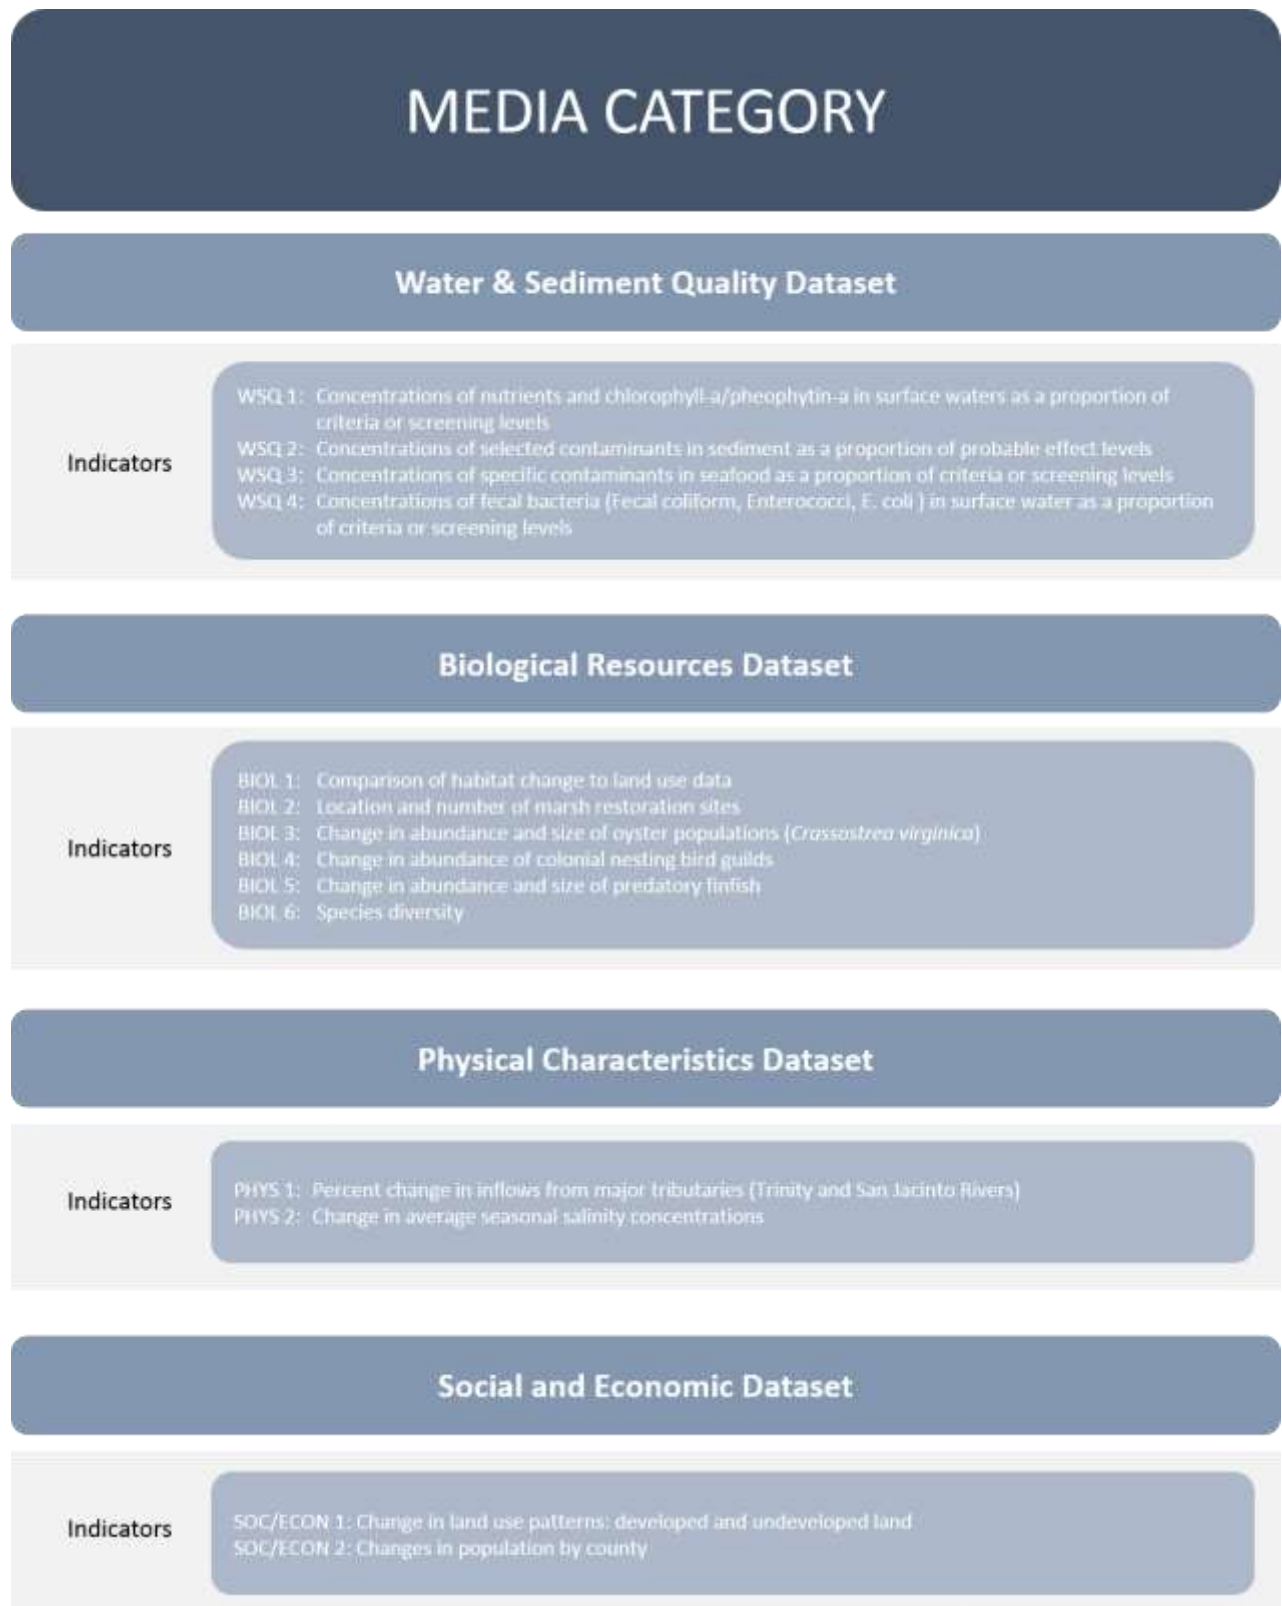 MEDIA CATEGORY
Water & Sediment Quality Dataset
Indicators
WSQ 1: Concentrations of nutrients and chlorophyll-a/pheophytin-a in surface waters as a proportion of
criteria or screening levels
WSQ 2: Concentrations of selected contaminants in sediment as a proportion of probable effect levels
WSQ 3: Concentrations of specific contaminants in seafood as a proportion of criteria or screening levels
WSQ 4: Concentrations of fecal bacteria (Fecal coliform, Enterococci, E. coli ) in surface water as a proportion
of criteria or screening levels
Biological Resources Dataset
Indicators
BIOL 1: Comparison of habitat change to land use data
BIOL 2: Location and number of marsh restoration sites
BIOL 3: Change in abundance and size of oyster populations (Crassostrea virginica)
BIOL 4: Change in abundance of colonial nesting bird guilds
BIOL 5: Change in abundance and size of predatory finfish
BIOL 6: Species diversity
Physical Characteristics Dataset
Indicators
PHYS 1: Percent change in inflows from major tributaries (Trinity and San Jacinto Rivers)
PHYS 2: Change in average seasonal salinity concentrations
Social and Economic Dataset
Indicators
SOC/ECON 1: Change in land use patterns: developed and undeveloped land
SOC/ECON 2: Changes in population by county